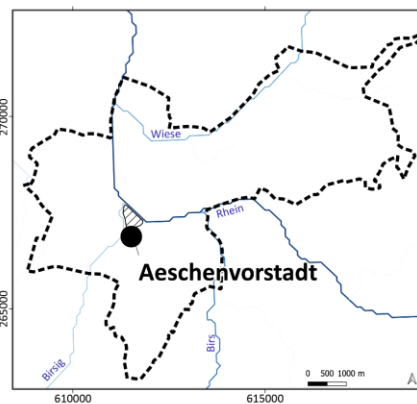 270000
Wiese
Rhein
Aeschenvorstadt
265000
Birsig
Birs
0 500 1000 m
A
610000 615000